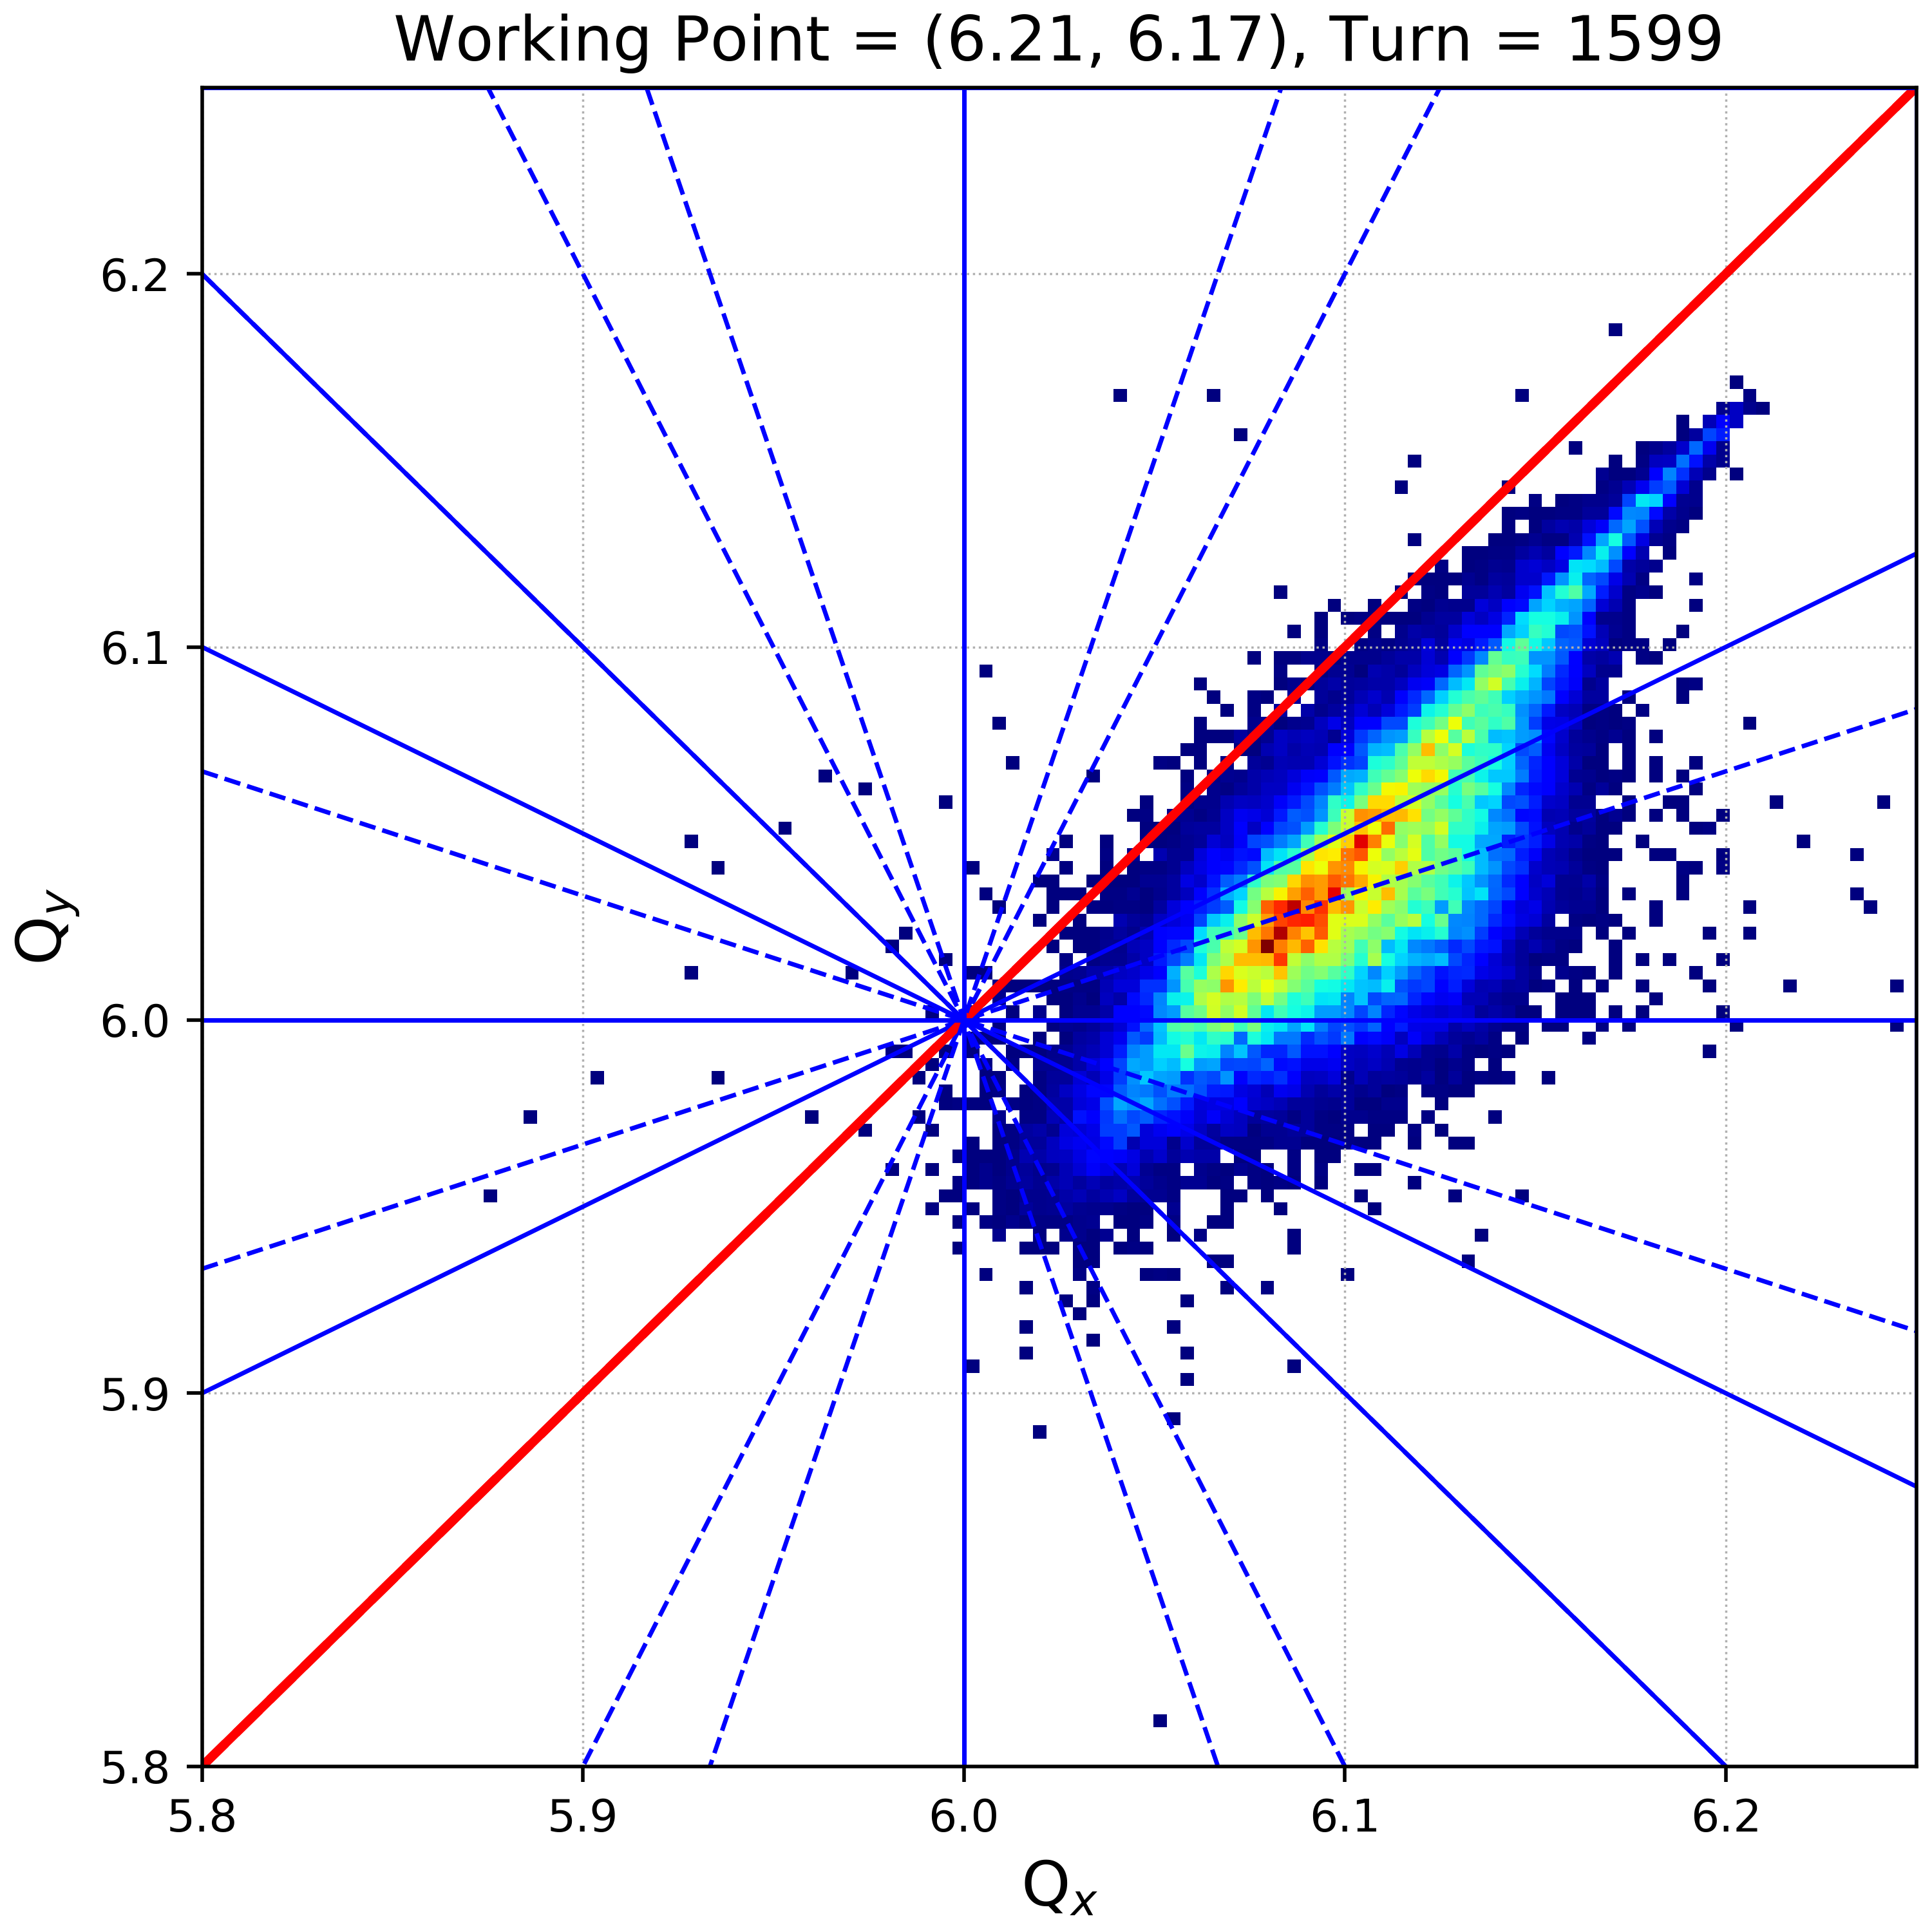 Working Point = (6.21, 6.17), Turn = 1599
6.2
6.1
6.0
5.9
5.8
Qy
5.8 5.9 6.0 6.1 6.2
Qx